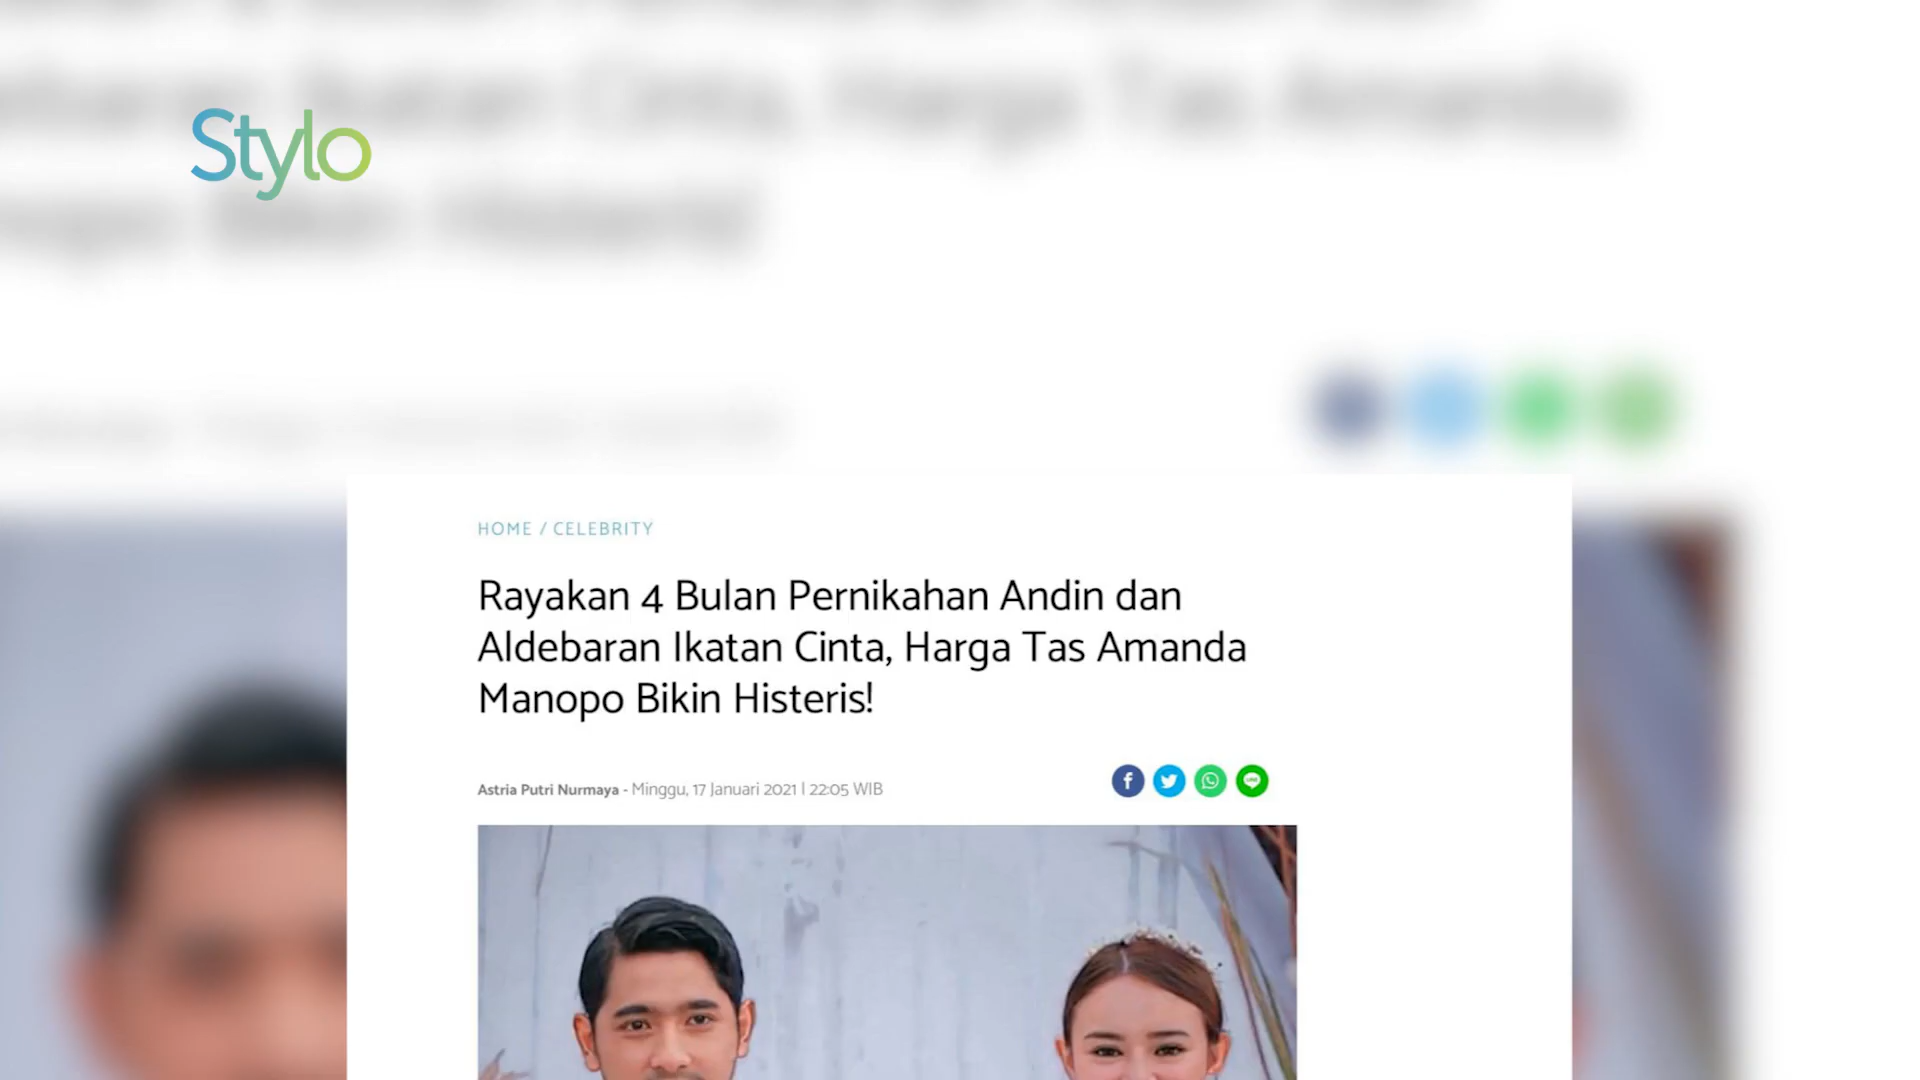 Stylo
HOME / CELEBRITY
Rayakan 4 Bulan Pernikahan Andin dan
Aldebaran Ikatan Cinta, Harga Tas Amanda
Manopo Bikin Histeris!
Astria Putri Nurmaya - Minggu, 17 Januari 2021 | 22:05 WIB